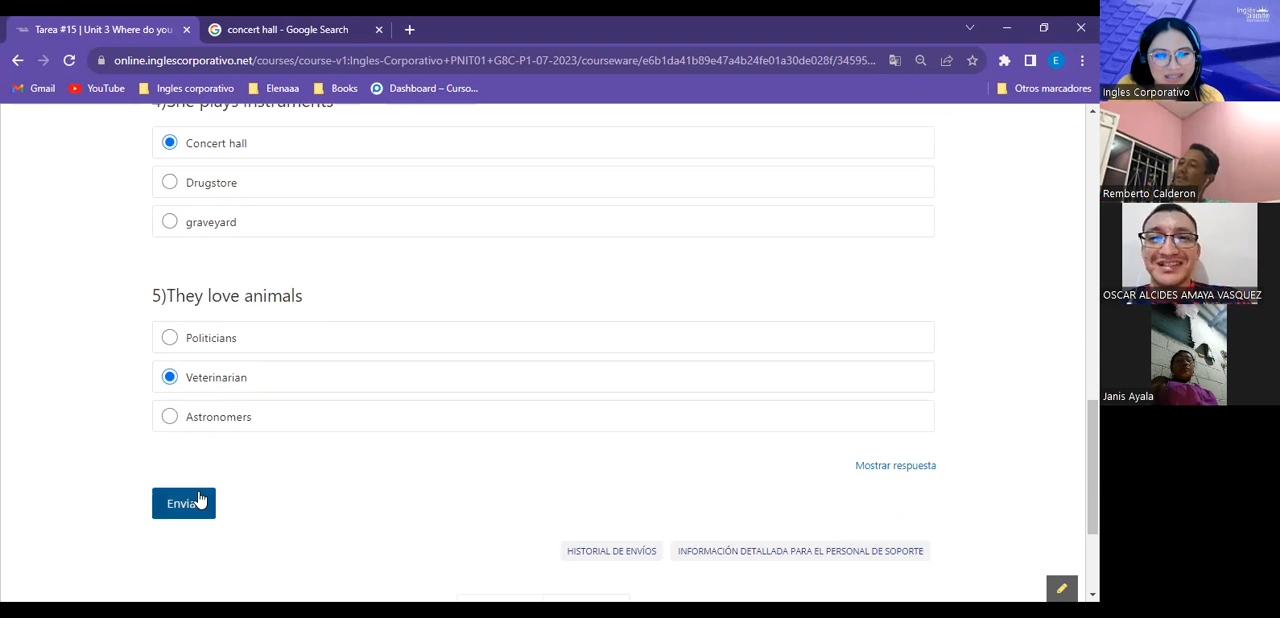 Tarea #15 | Unit 3 Where do you
concert hall - Google Search
online.inglescorporativo.net/courses/course-v1:Ingles-Corporativo+PNIT01+G8C-P1-07-2023/courseware/e6b1da41b89e47a4b24fe01a30de028f/34595...
Gmail
YouTube
Ingles corporativo
Elenaaa
Books
Dashboard – Curso...
Otros marcadores
4)She plays instruments
Concert hall
Drugstore
graveyard
5)They love animals
Politicians
Veterinarian
Astronomers
Mostrar respuesta
Envia
HISTORIAL DE ENVÍOS
INFORMACIÓN DETALLADA PARA EL PERSONAL DE SOPORTE
E
Ingles Corporativo
Remberto Calderon
OSCAR ALCIDES AMAYA VASQUEZ
Janis Ayala